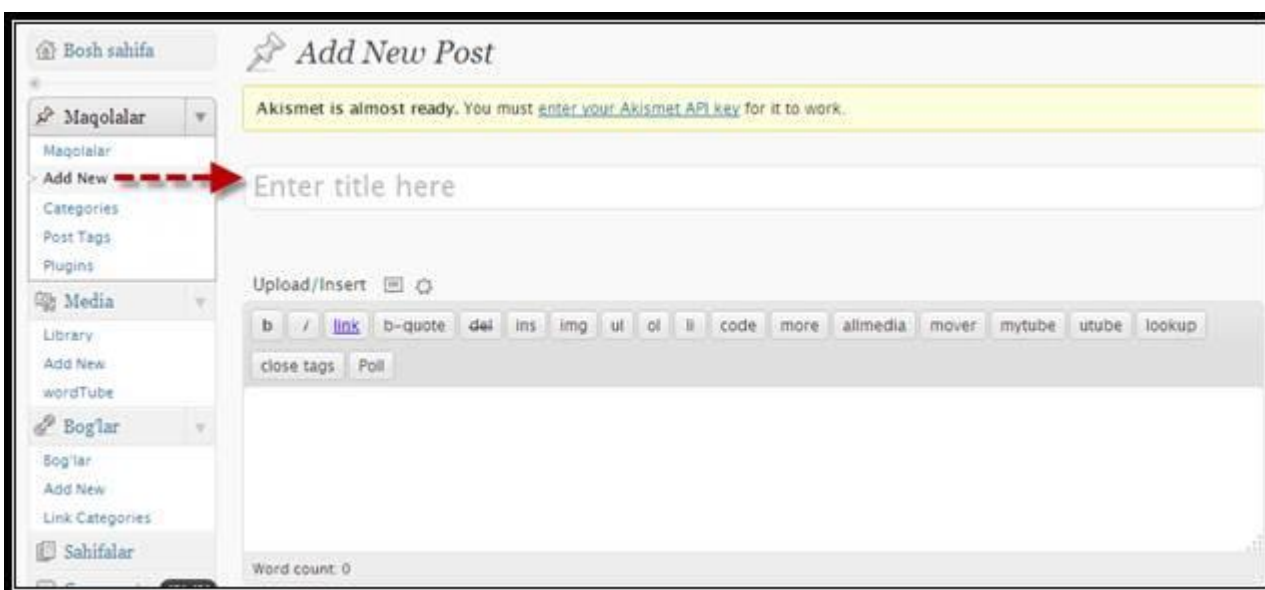 Bosh sahifa
Maqolalar
Maqolalar
Add New
Categories
Post Tags
Plugins
Media
Library
Add New
wordTube
Bog'lar
Bog'lar
Add New
Link Categories
Sahifalar
Add New Post
Akismet is almost ready. You must enter your Akismet API key for it to work.
Enter title here
Upload/Insert
b / link b-quote del ins img ul ol li code more allmedia mover mytube utube lookup
close tags Poll
Word count: 0